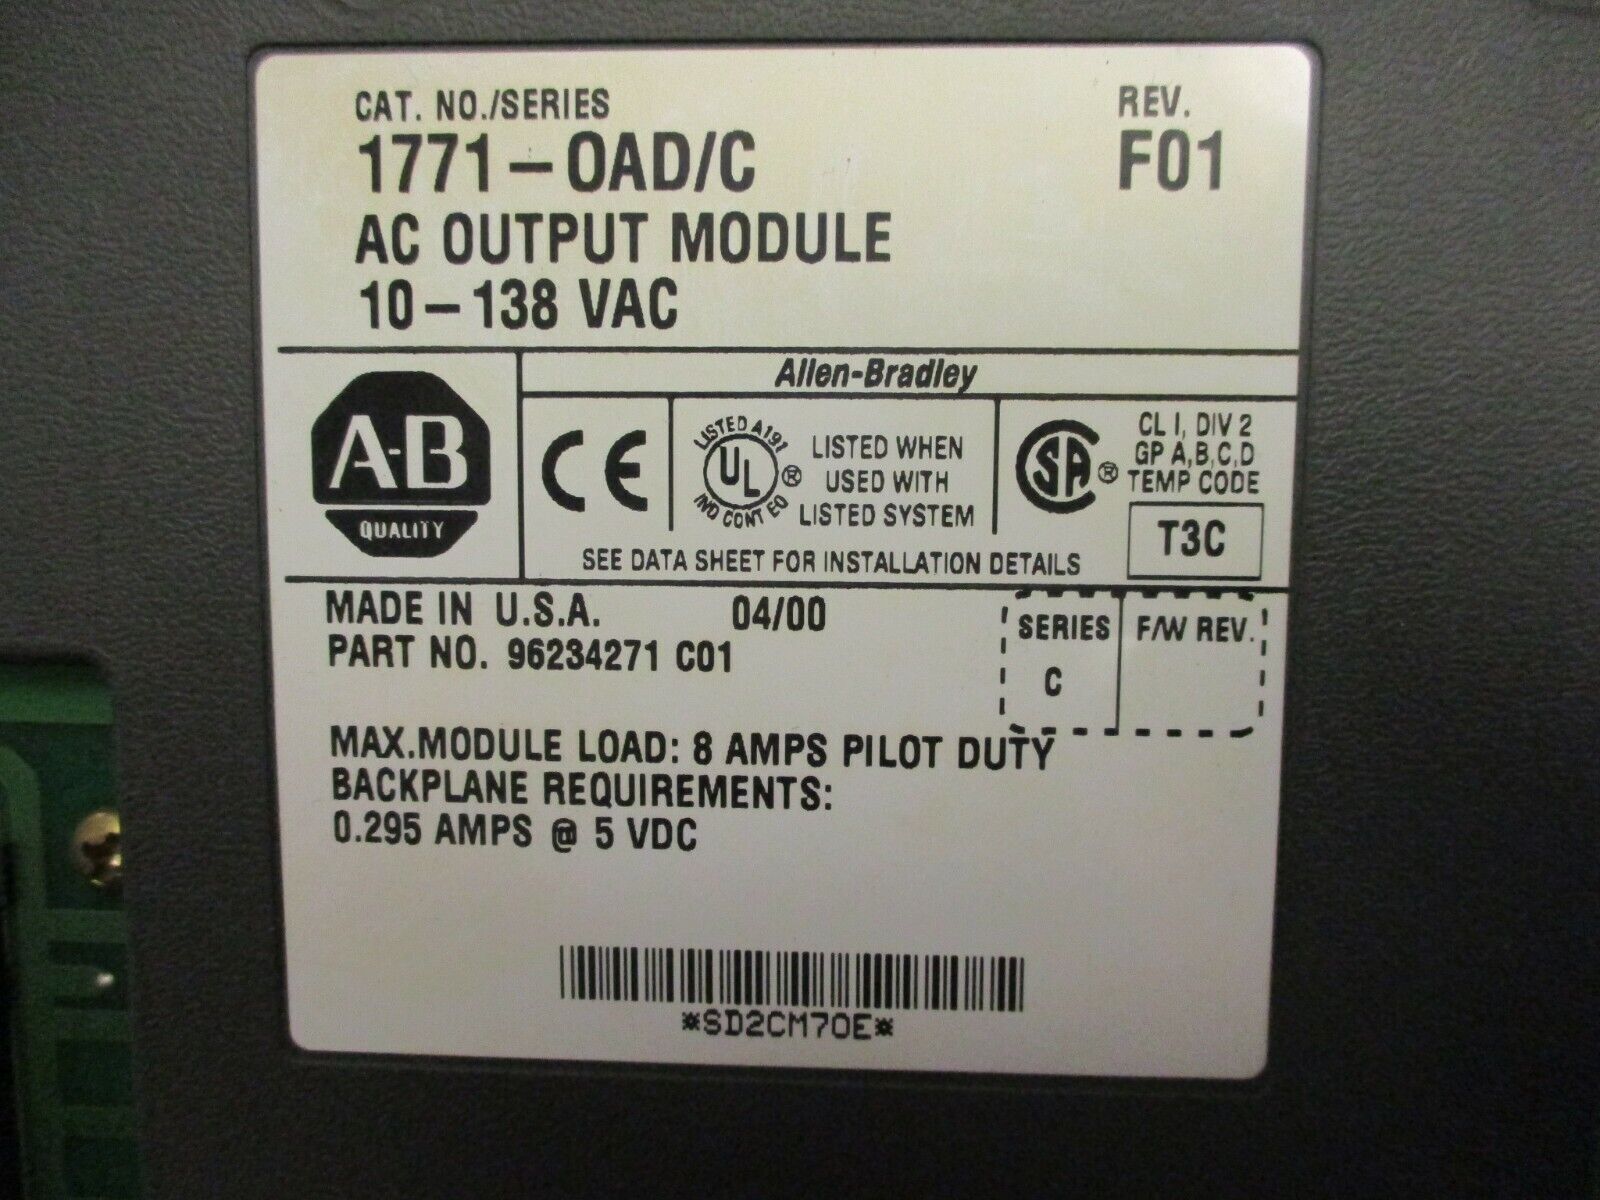 CAT. NO./SERIES
REV.
1771-OAD/C
F01
AC OUTPUT MODULE
10-138 VAC
Allen-Bradley
A-B
QUALITY
CE
LISTED A191
UL ®
IND CONT EQ
LISTED WHEN
USED WITH
LISTED SYSTEM
SA ®
CL I, DIV 2
GP A,B,C,D
TEMP CODE
T3C
SEE DATA SHEET FOR INSTALLATION DETAILS
MADE IN U.S.A. 04/00
PART NO. 96234271 C01
SERIES
C
F/W REV.
MAX.MODULE LOAD: 8 AMPS PILOT DUTY
BACKPLANE REQUIREMENTS:
0.295 AMPS @ 5 VDC
*SD2CM70E*